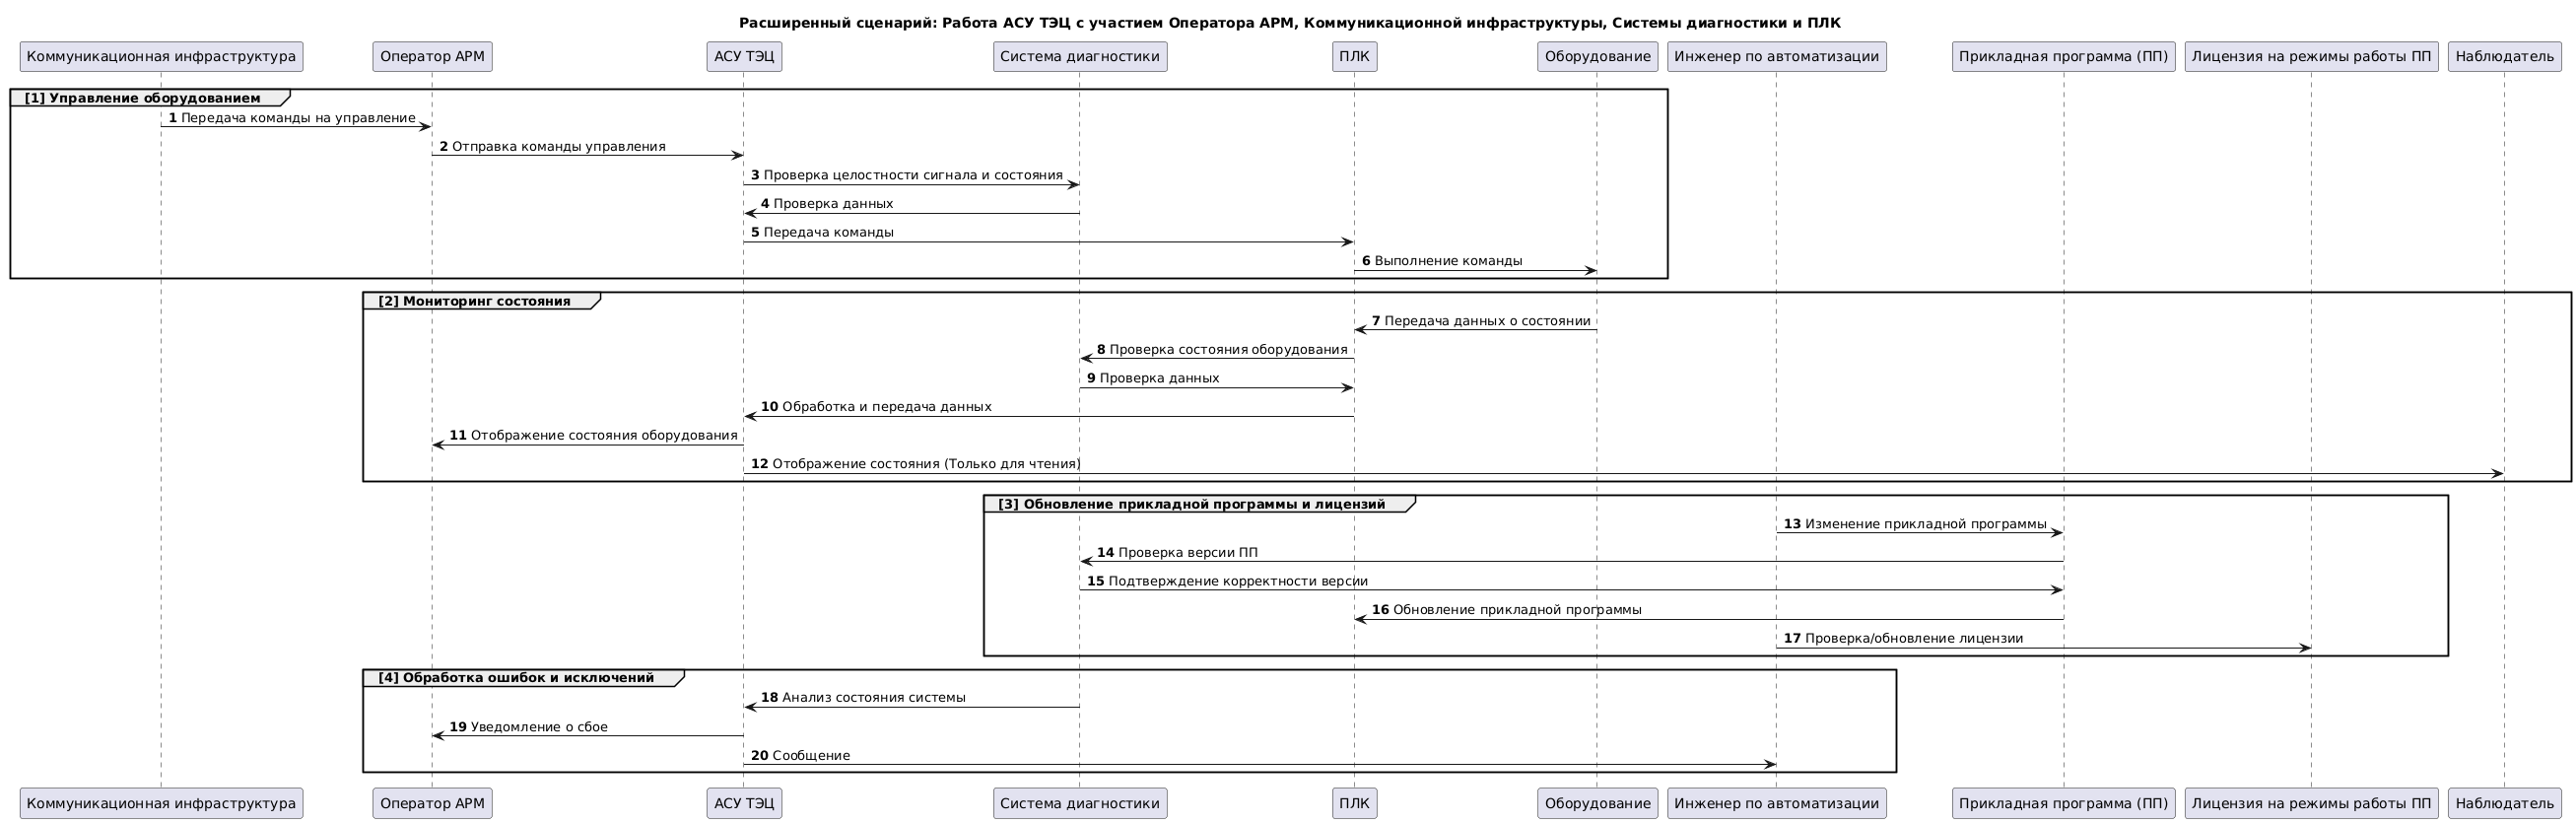 Расширенный сценарий: Работа АСУ ТЭЦ с участием Оператора АРМ, Коммуникационной инфраструктуры, Системы диагностики и ПЛК
Коммуникационная инфраструктура Оператор АРМ АСУ ТЭЦ Система диагностики ПЛК Оборудование Инженер по автоматизации Прикладная программа (ПП) Лицензия на режимы работы ПП Наблюдатель
[1] Управление оборудованием
1 Передача команды на управление
2 Отправка команды управления
3 Проверка целостности сигнала и состояния
4 Проверка данных
5 Передача команды
6 Выполнение команды
[2] Мониторинг состояния
7 Передача данных о состоянии
8 Проверка состояния оборудования
9 Проверка данных
10 Обработка и передача данных
11 Отображение состояния оборудования
12 Отображение состояния (Только для чтения)
[3] Обновление прикладной программы и лицензий
13 Изменение прикладной программы
14 Проверка версии ПП
15 Подтверждение корректности версии
16 Обновление прикладной программы
17 Проверка/обновление лицензии
[4] Обработка ошибок и исключений
18 Анализ состояния системы
19 Уведомление о сбое
20 Сообщение
Коммуникационная инфраструктура Оператор АРМ АСУ ТЭЦ Система диагностики ПЛК Оборудование Инженер по автоматизации Прикладная программа (ПП) Лицензия на режимы работы ПП Наблюдатель